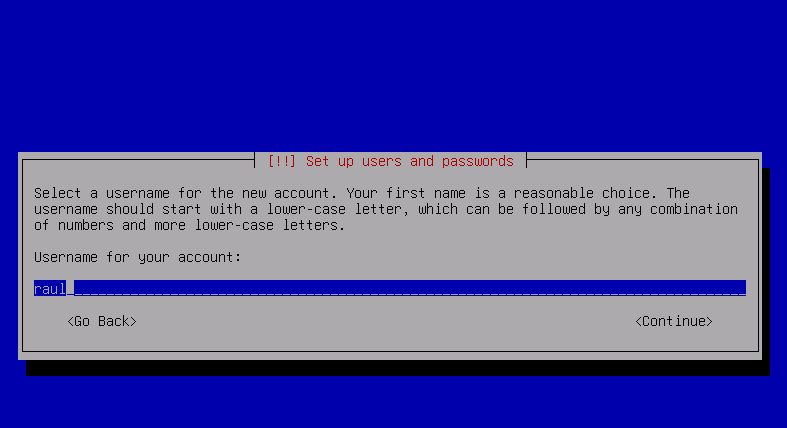 [!!] Set up users and passwords
Select a username for the new account. Your first name is a reasonable choice. The
username should start with a lower-case letter, which can be followed by any combination
of numbers and more lower-case letters.
Username for your account:
raul
<Go Back> <Continue>